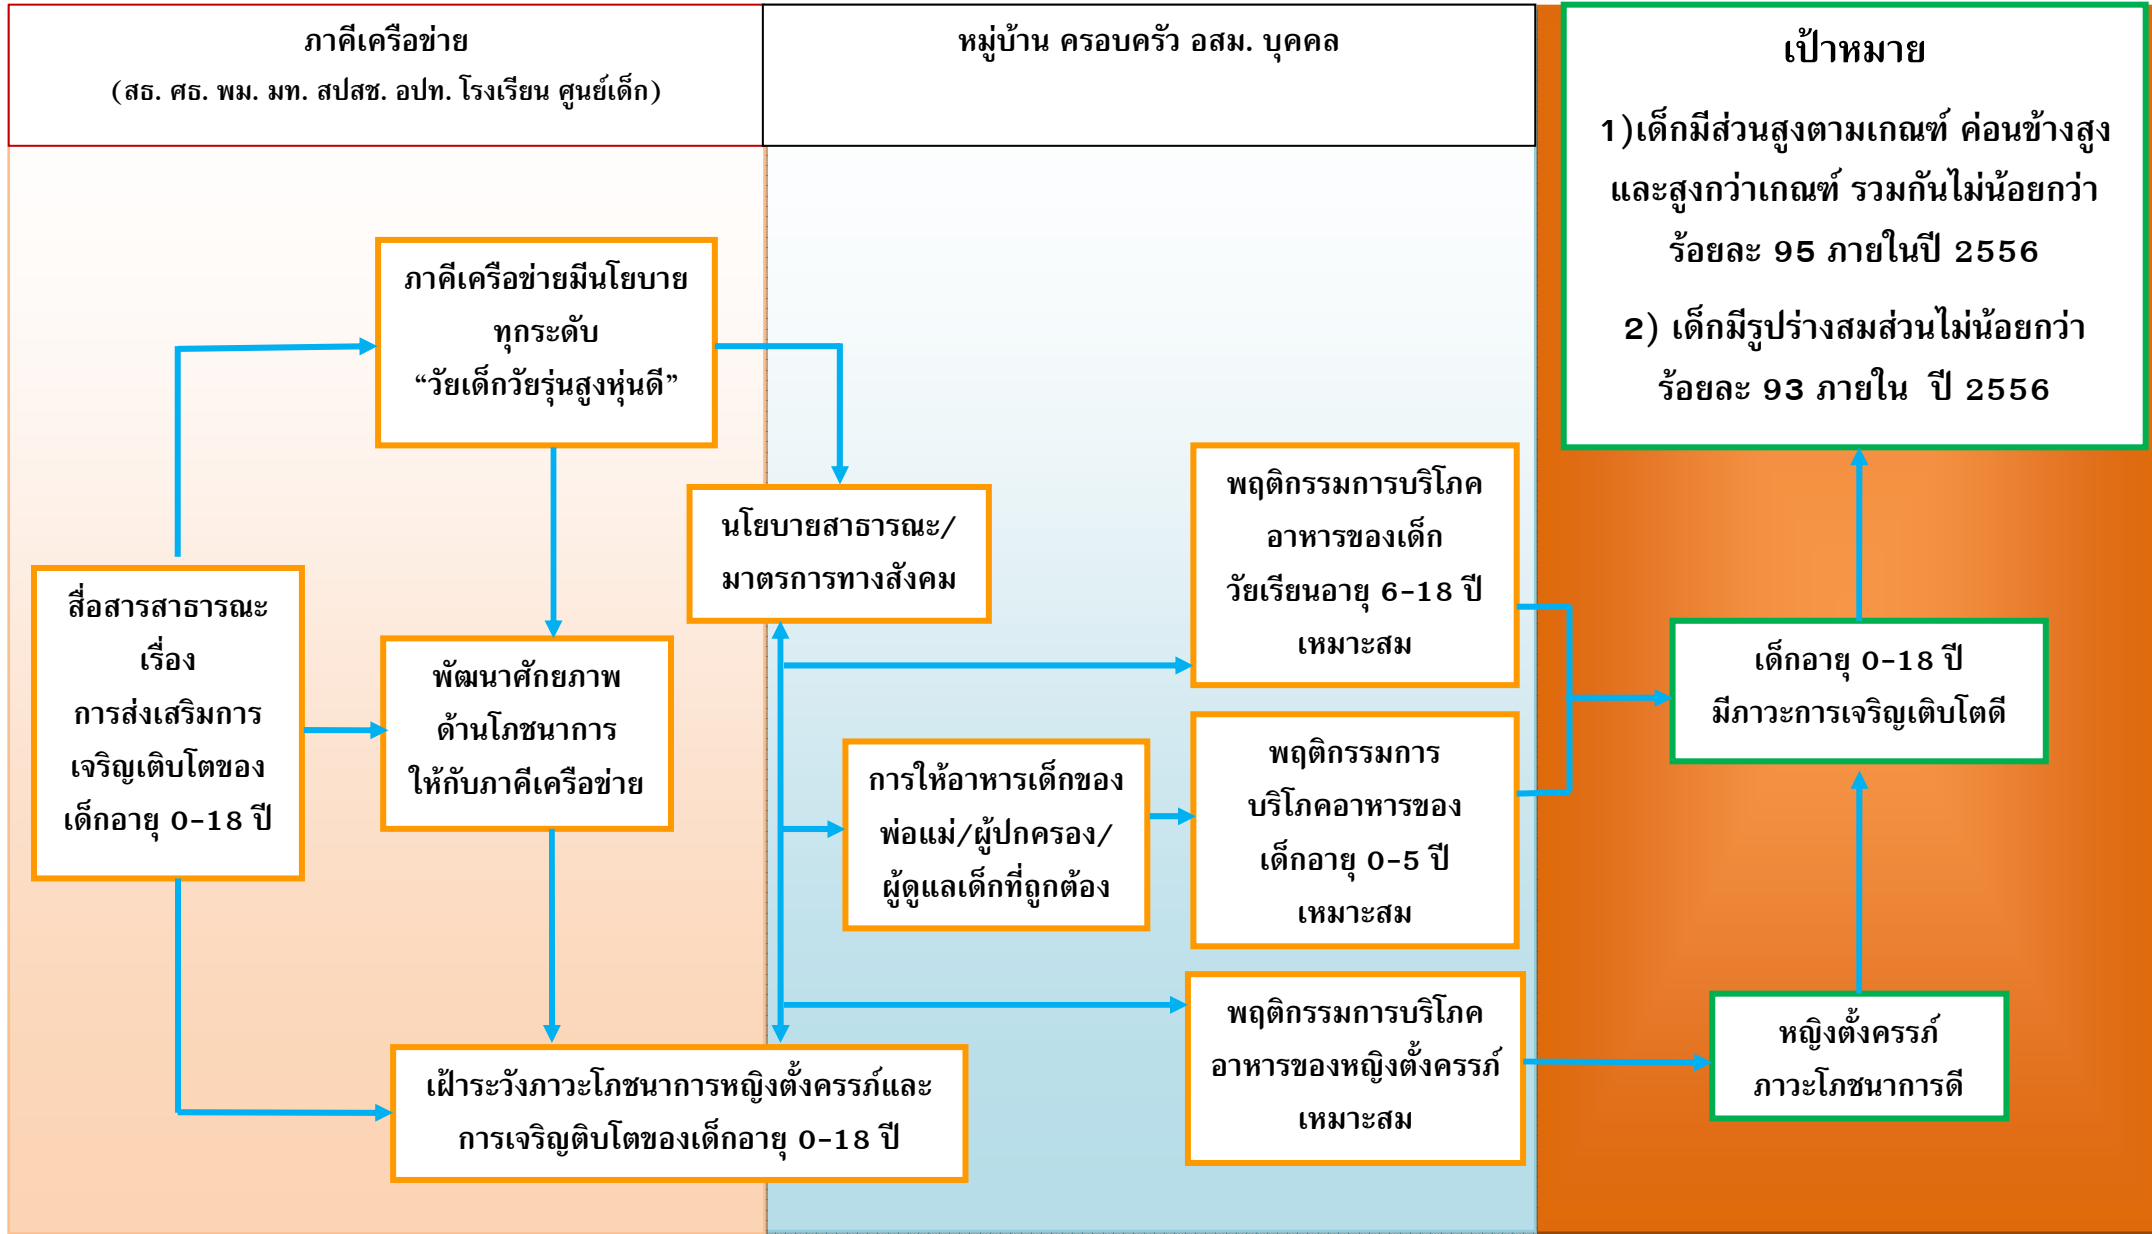 ภาคีเครือข่าย
(สธ. ศธ. พม. มท. สปสช. อปท. โรงเรียน ศูนย์เด็ก)
หมู่บ้าน ครอบครัว อสม. บุคคล
เป้าหมาย
1)เด็กมีส่วนสูงตามเกณฑ์ ค่อนข้างสูง
และสูงกว่าเกณฑ์ รวมกันไม่น้อยกว่า
ร้อยละ 95 ภายในปี 2556
2) เด็กมีรูปร่างสมส่วนไม่น้อยกว่า
ร้อยละ 93 ภายใน ปี 2556
ภาคีเครือข่ายมีนโยบาย
ทุกระดับ
“วัยเด็กวัยรุ่นสูงหุ่นดี”
สื่อสารสาธารณะ
เรื่อง
การส่งเสริมการ
เจริญเติบโตของ
เด็กอายุ 0-18 ปี
พัฒนาศักยภาพ
ด้านโภชนาการ
ให้กับภาคีเครือข่าย
นโยบายสาธารณะ/
มาตรการทางสังคม
พฤติกรรมการบริโภค
อาหารของเด็ก
วัยเรียนอายุ 6-18 ปี
เหมาะสม
การให้อาหารเด็กของ
พ่อแม่/ผู้ปกครอง/
ผู้ดูแลเด็กที่ถูกต้อง
พฤติกรรมการ
บริโภคอาหารของ
เด็กอายุ 0-5 ปี
เหมาะสม
เด็กอายุ 0-18 ปี
มีภาวะการเจริญเติบโตดี
เฝ้าระวังภาวะโภชนาการหญิงตั้งครรภ์และ
การเจริญติบโตของเด็กอายุ 0-18 ปี
พฤติกรรมการบริโภค
อาหารของหญิงตั้งครรภ์
เหมาะสม
หญิงตั้งครรภ์
ภาวะโภชนาการดี